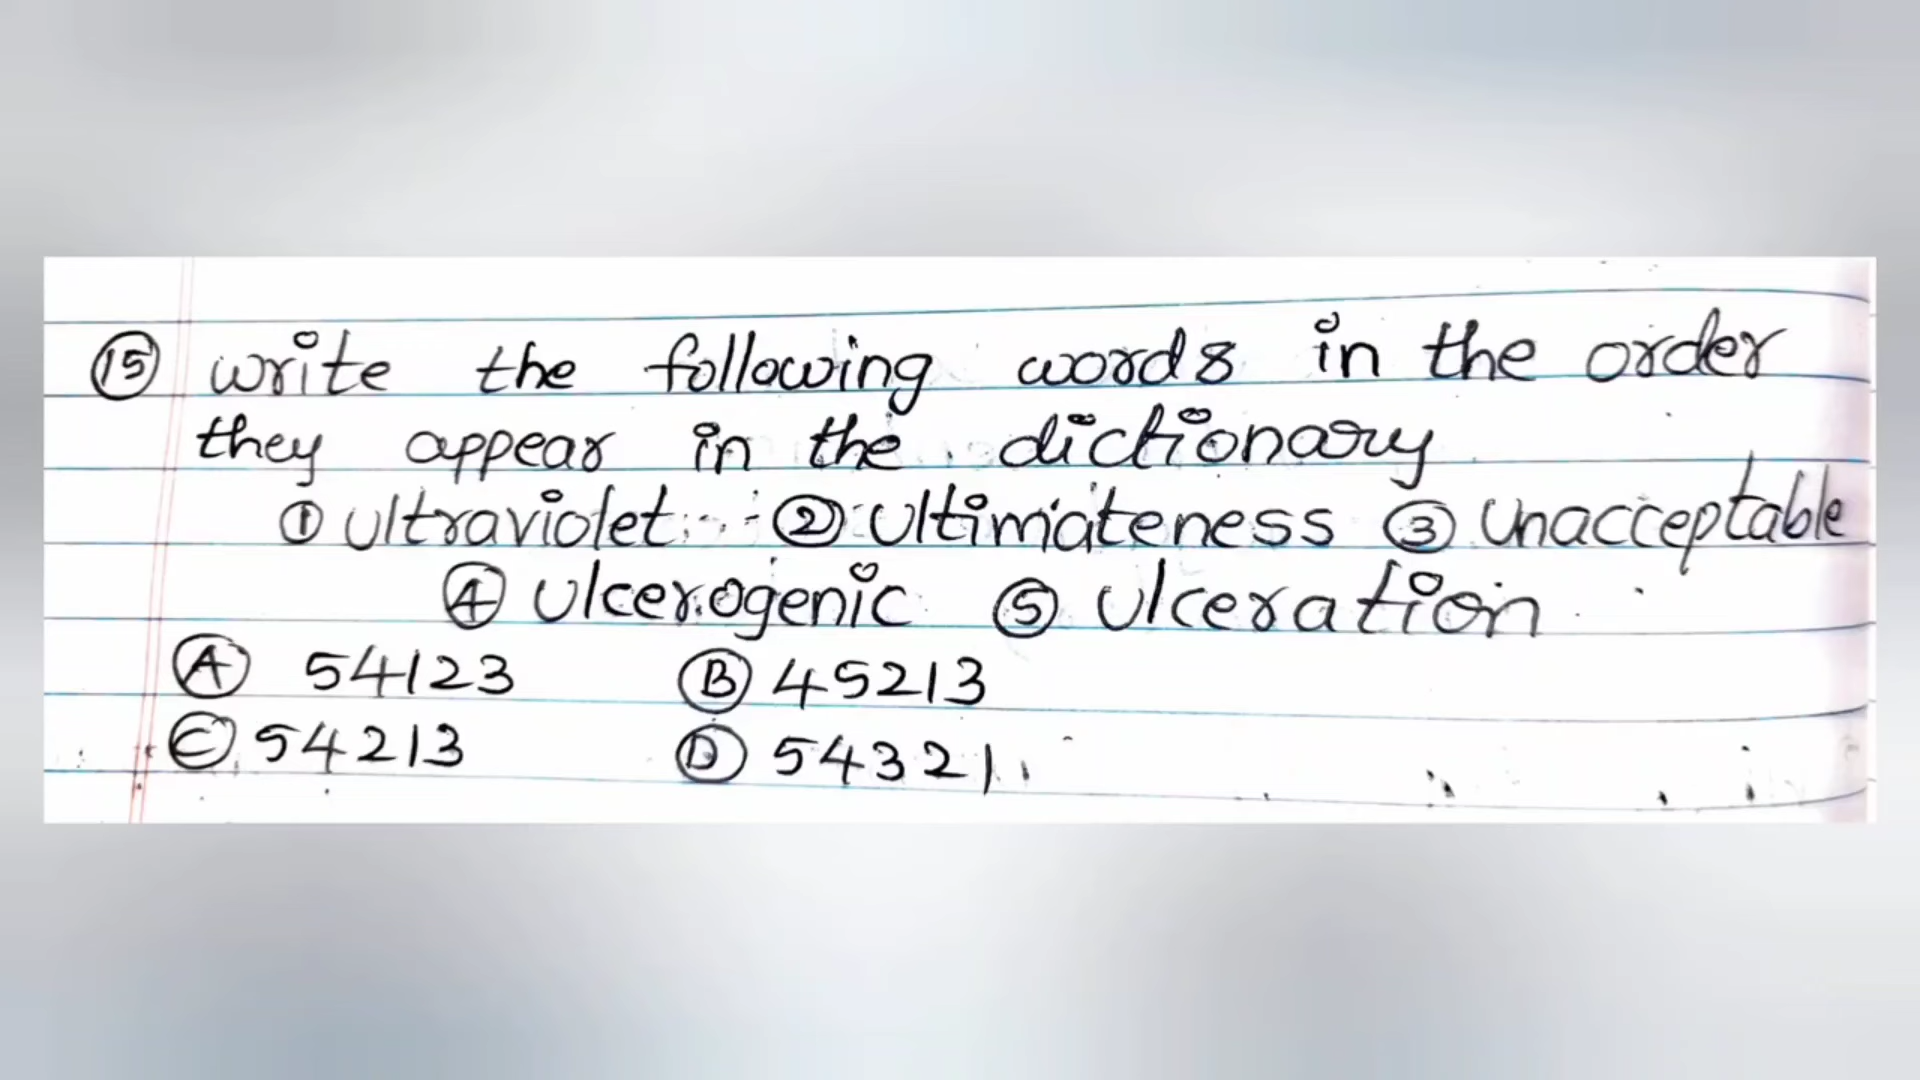 ⑮ write the following words in the order
they appear in the dictionary
① ultraviolet ② ultimateness ③ unacceptable
④ ulcerogenic ⑤ ulceration
Ⓐ 54123 Ⓑ 45213
Ⓒ 54213 Ⓓ 54321